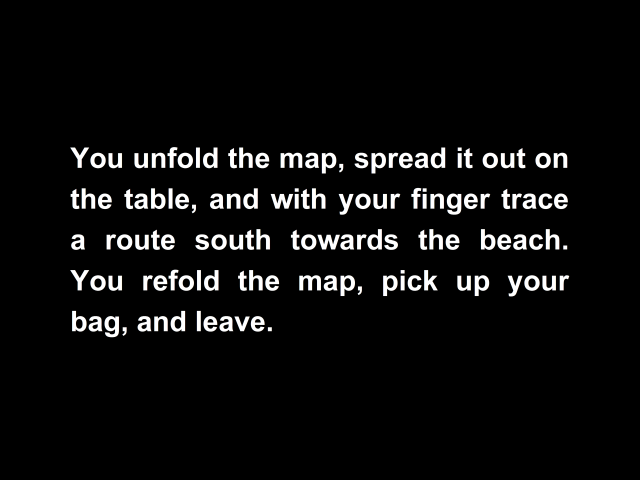 You unfold the map, spread it out on
the table, and with your finger trace
a route south towards the beach.
You refold the map, pick up your
bag, and leave.